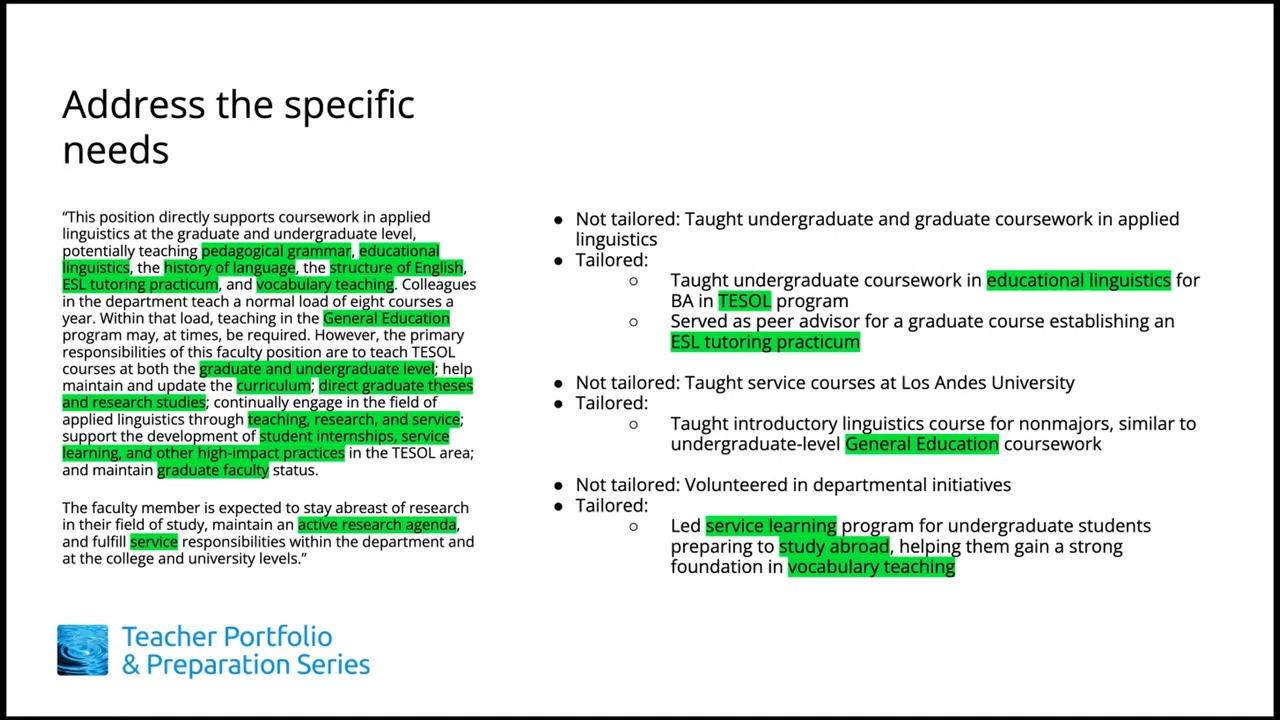 Address the specific
needs
“This position directly supports coursework in applied
linguistics at the graduate and undergraduate level,
potentially teaching pedagogical grammar, educational
linguistics, the history of language, the structure of English,
ESL tutoring practicum, and vocabulary teaching. Colleagues
in the department teach a normal load of eight courses a
year. Within that load, teaching in the General Education
program may, at times, be required. However, the primary
responsibilities of this faculty position are to teach TESOL
courses at both the graduate and undergraduate level; help
maintain and update the curriculum; direct graduate theses
and research studies; continually engage in the field of
applied linguistics through teaching, research, and service;
support the development of student internships, service
learning, and other high-impact practices in the TESOL area;
and maintain graduate faculty status.
The faculty member is expected to stay abreast of research
in their field of study, maintain an active research agenda,
and fulfill service responsibilities within the department and
at the college and university levels.”
● Not tailored: Taught undergraduate and graduate coursework in applied
linguistics
● Tailored:
○ Taught undergraduate coursework in educational linguistics for
BA in TESOL program
○ Served as peer advisor for a graduate course establishing an
ESL tutoring practicum
● Not tailored: Taught service courses at Los Andes University
● Tailored:
○ Taught introductory linguistics course for nonmajors, similar to
undergraduate-level General Education coursework
● Not tailored: Volunteered in departmental initiatives
● Tailored:
○ Led service learning program for undergraduate students
preparing to study abroad, helping them gain a strong
foundation in vocabulary teaching
Teacher Portfolio
& Preparation Series